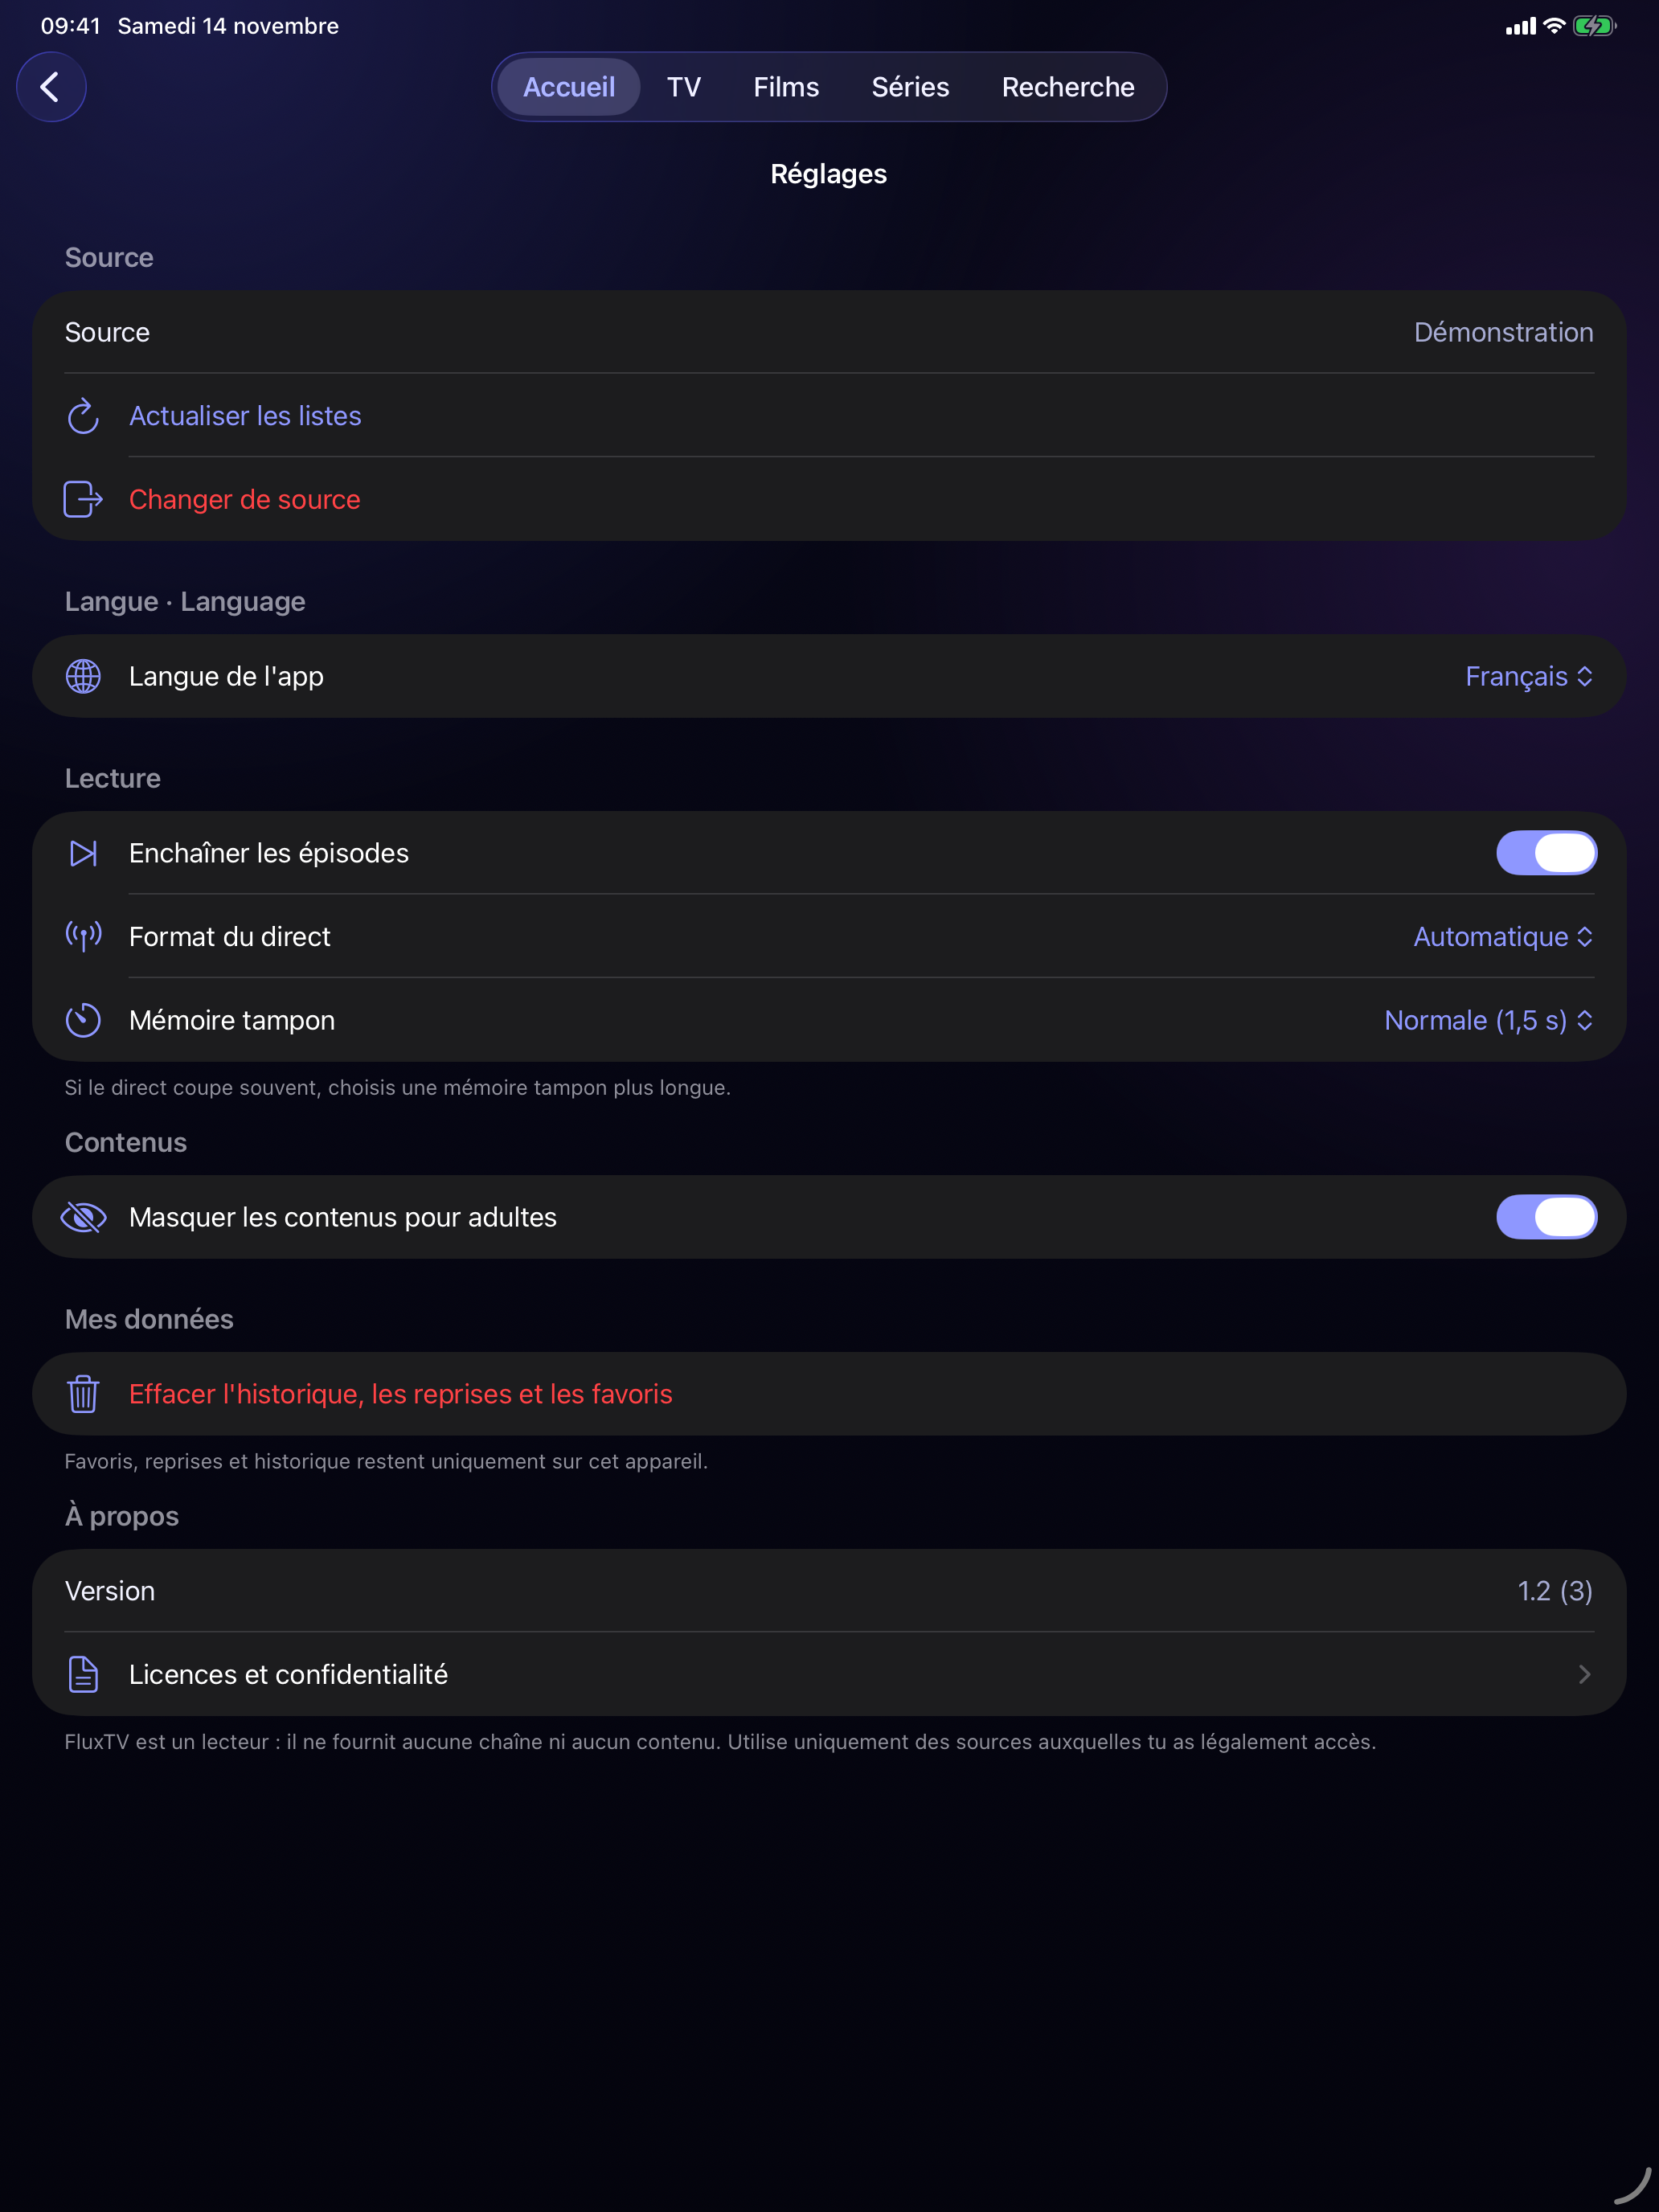 09:41 Samedi 14 novembre
Accueil TV Films Séries Recherche
Réglages
Source
Source Démonstration
Actualiser les listes
Changer de source
Langue · Language
Langue de l'app Français
Lecture
Enchaîner les épisodes
Format du direct Automatique
Mémoire tampon Normale (1,5 s)
Si le direct coupe souvent, choisis une mémoire tampon plus longue.
Contenus
Masquer les contenus pour adultes
Mes données
Effacer l'historique, les reprises et les favoris
Favoris, reprises et historique restent uniquement sur cet appareil.
À propos
Version 1.2 (3)
Licences et confidentialité
FluxTV est un lecteur : il ne fournit aucune chaîne ni aucun contenu. Utilise uniquement des sources auxquelles tu as légalement accès.